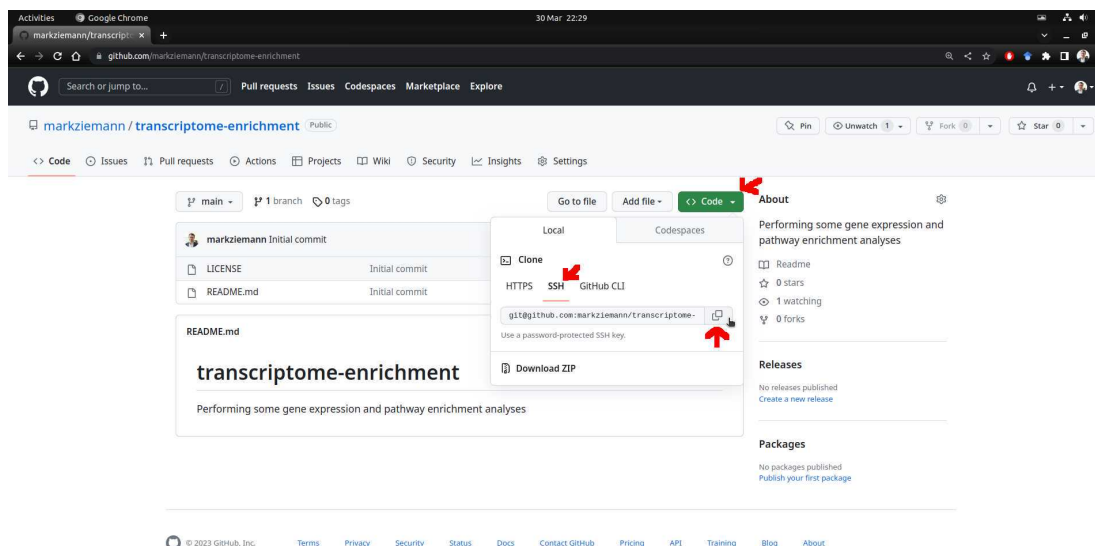 Activities Google Chrome 30 Mar 22:29
markziemann/transcripto
github.com/markziemann/transcriptome-enrichment
Search or jump to... / Pull requests Issues Codespaces Marketplace Explore
markziemann / transcriptome-enrichment Public Pin Unwatch 1 Fork 0 Star 0
<> Code Issues Pull requests Actions Projects Wiki Security Insights Settings
main 1 branch 0 tags Go to file Add file <> Code
markziemann Initial commit
LICENSE Initial commit
README.md Initial commit
Local Codespaces
Clone
HTTPS SSH GitHub CLI
git@github.com:markziemann/transcriptome-
Use a password-protected SSH key.
Download ZIP
README.md
transcriptome-enrichment
Performing some gene expression and pathway enrichment analyses
About
Performing some gene expression and
pathway enrichment analyses
Readme
0 stars
1 watching
0 forks
Releases
No releases published
Create a new release
Packages
No packages published
Publish your first package
© 2023 GitHub, Inc. Terms Privacy Security Status Docs Contact GitHub Pricing API Training Blog About